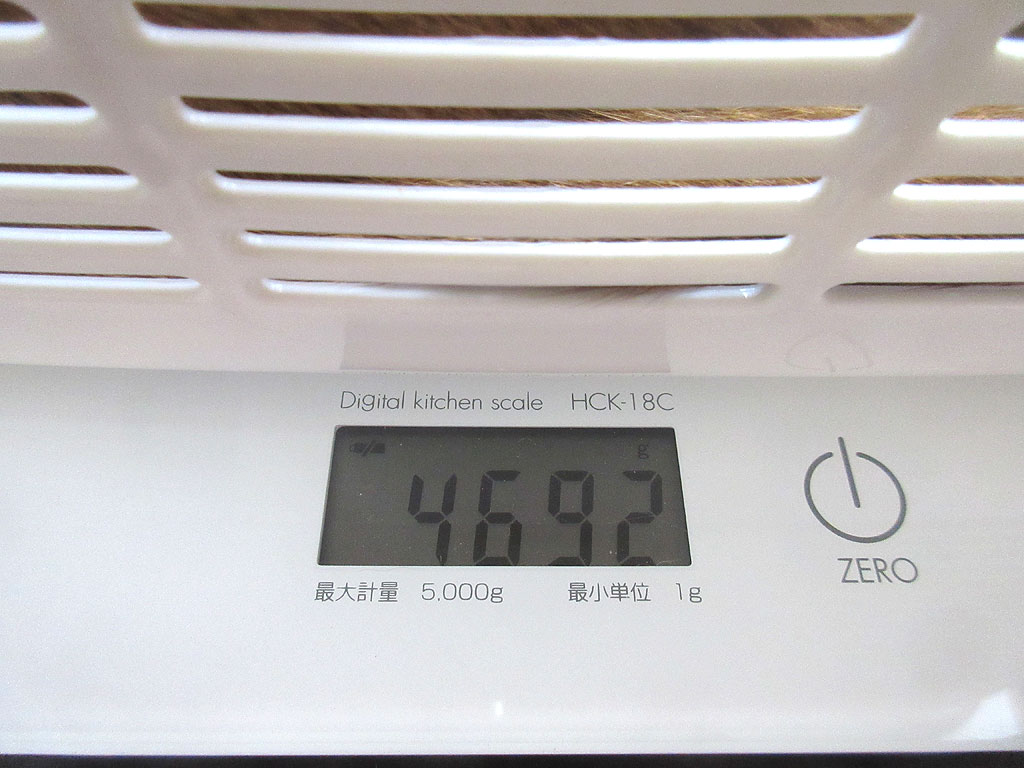 Digital kitchen scale HCK-18C
g
4692
ZERO
最大計量 5,000g 最小単位 1g